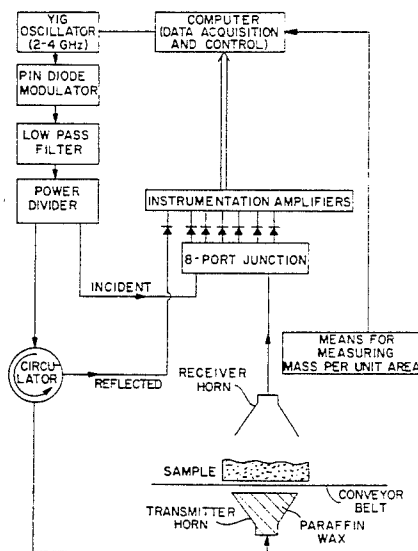 YIG
OSCILLATOR
(2-4 GHz)
COMPUTER
(DATA ACQUISITION
AND CONTROL)
PIN DIODE
MODULATOR
LOW PASS
FILTER
POWER
DIVIDER
INSTRUMENTATION AMPLIFIERS
8-PORT JUNCTION
INCIDENT
MEANS FOR
MEASURING
MASS PER UNIT AREA
CIRCU-
LATOR
REFLECTED
RECEIVER
HORN
SAMPLE
CONVEYOR
BELT
TRANSMITTER
HORN
PARAFFIN
WAX